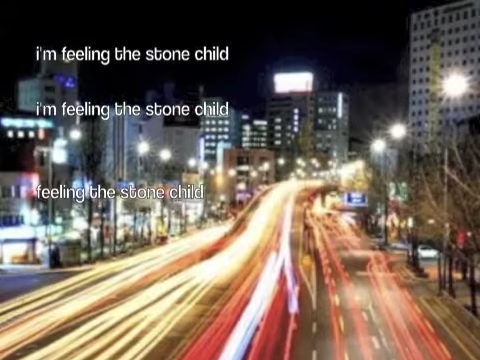 i'm feeling the stone child
i'm feeling the stone child
feeling the stone child